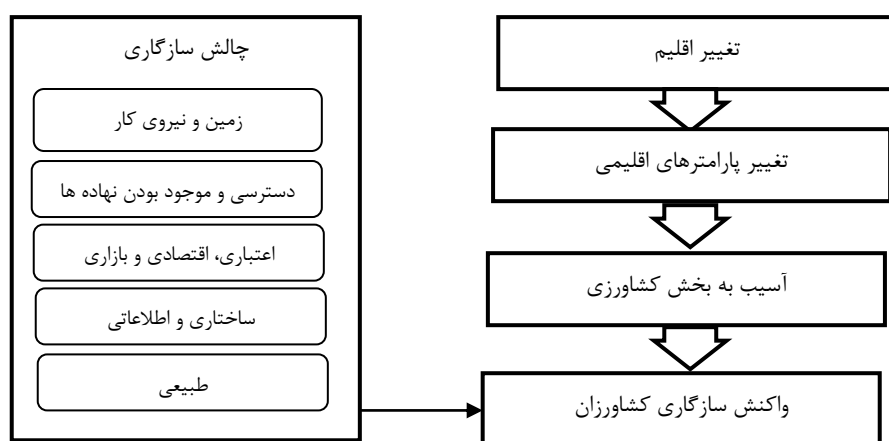 تغییر اقلیم
تغییر پارامترهای اقلیمی
آسیب به بخش کشاورزی
واکنش سازگاری کشاورزان
چالش سازگاری
زمین و نیروی کار
دسترسی و موجود بودن نهاده ها
اعتباری، اقتصادی و بازاری
ساختاری و اطلاعاتی
طبیعی